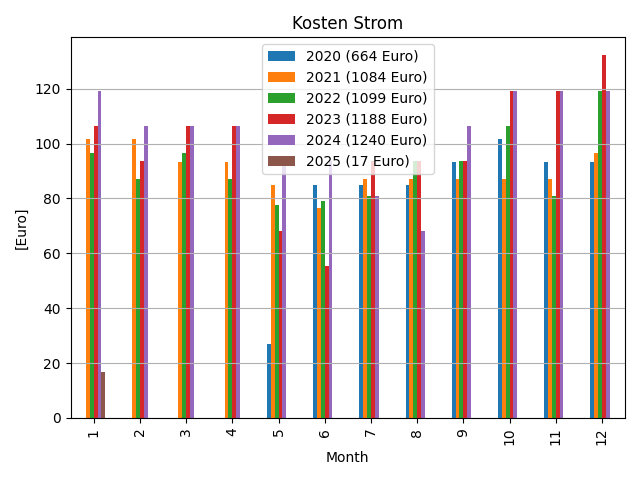 Kosten Strom
2020 (664 Euro)
2021 (1084 Euro)
2022 (1099 Euro)
2023 (1188 Euro)
2024 (1240 Euro)
2025 (17 Euro)
[Euro]
120
100
80
60
40
20
0
1 2 3 4 5 6 7 8 9 10 11 12
Month